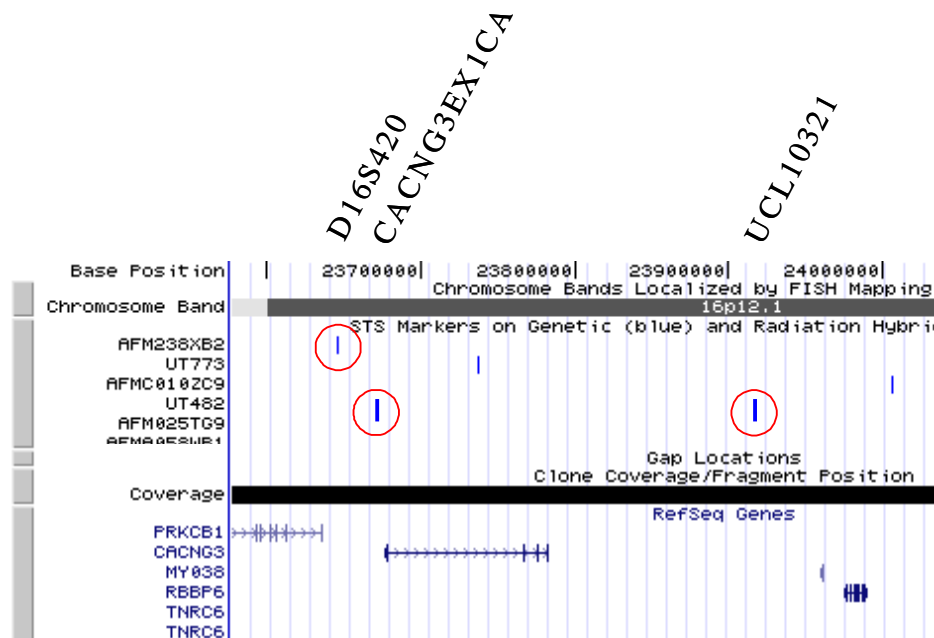 D16S420
CACNG3EX1CA
UCL10321
Base Position 23700000 23800000 23900000 24000000
Chromosome Bands Localized by FISH Mapping
Chromosome Band 16p12.1
STS Markers on Genetic (blue) and Radiation Hybri
AFM238XB2
UT773
AFMC010ZC9
UT482
AFM025TG9
AFMA058WB1
Gap Locations
Clone Coverage/Fragment Position
Coverage
RefSeq Genes
PRKCB1
CACNG3
MY038
RBBP6
TNRC6
TNRC6